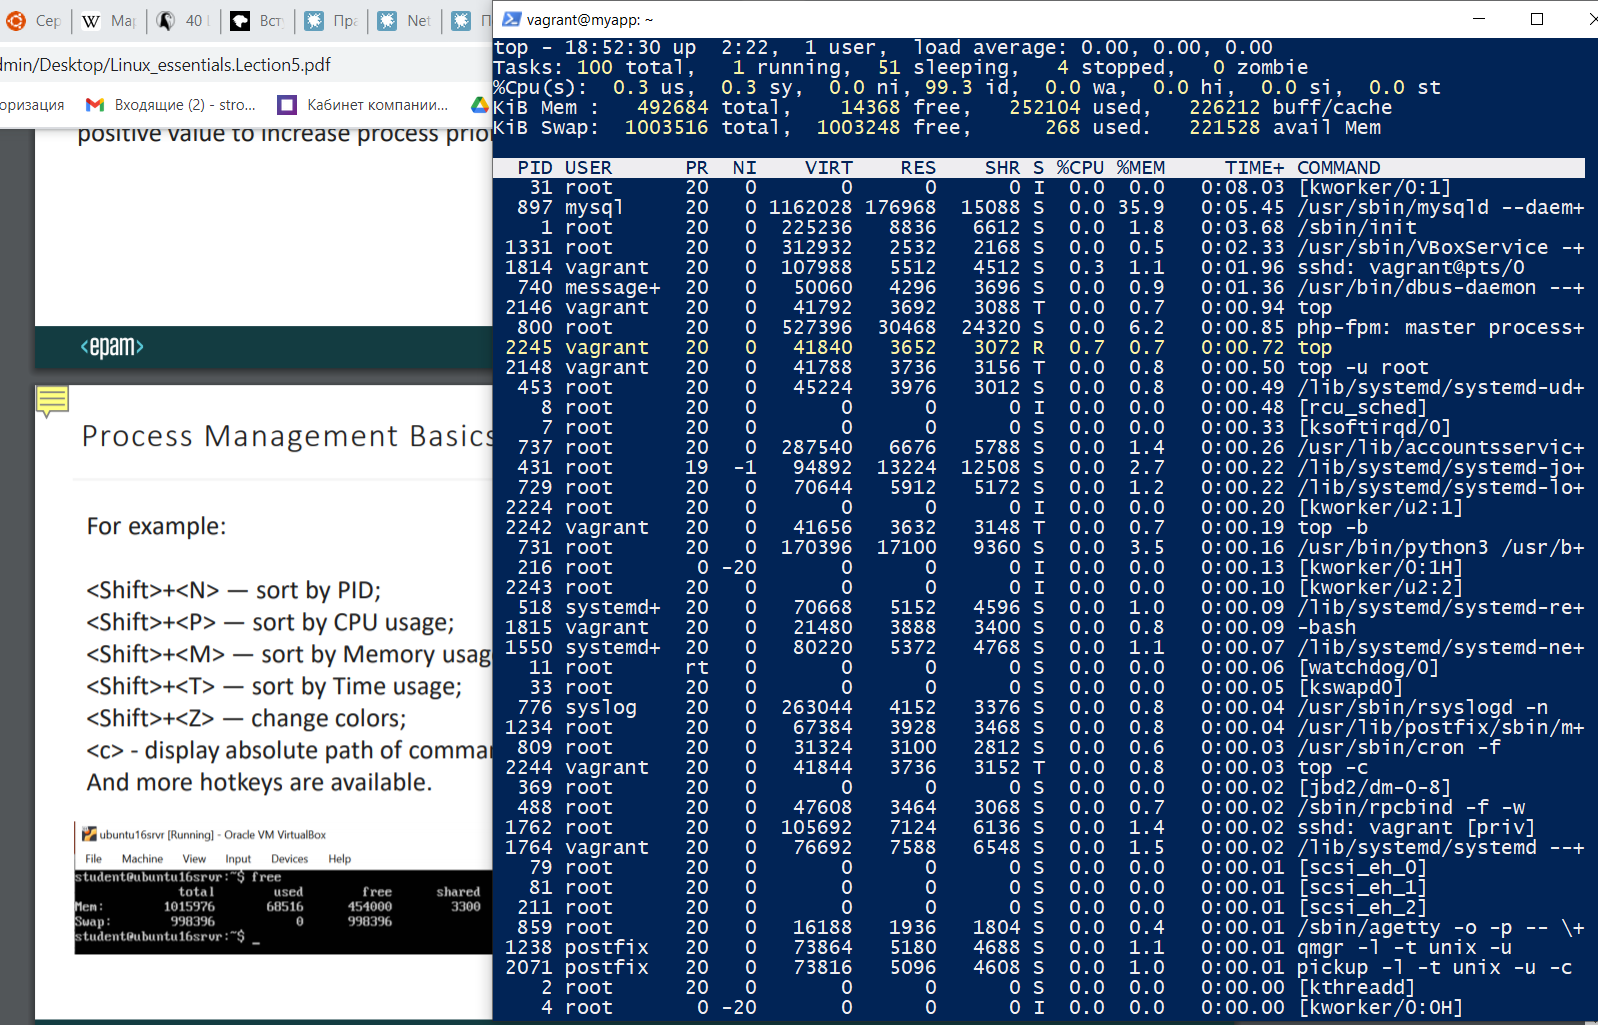 Сер
W Мар
40 L
Вст
Пра
Net
П
dmin/Desktop/Linux_essentials.Lection5.pdf
оризация
Входящие (2) - stro...
Кабинет компании...
positive value to increase process prior
<epam>
Process Management Basics
For example:
<Shift>+<N> — sort by PID;
<Shift>+<P> — sort by CPU usage;
<Shift>+<M> — sort by Memory usag
<Shift>+<T> — sort by Time usage;
<Shift>+<Z> — change colors;
<c> - display absolute path of comman
And more hotkeys are available.
ubuntu16srvr [Running] - Oracle VM VirtualBox
File Machine View Input Devices Help
student@ubuntu16srvr:~$ free
total used free shared
Mem: 1015976 68516 454000 3300
Swap: 998396 0 998396
student@ubuntu16srvr:~$ _
vagrant@myapp: ~
top - 18:52:30 up  2:22,  1 user,  load average: 0.00, 0.00, 0.00
Tasks: 100 total,   1 running,  51 sleeping,   4 stopped,   0 zombie
%Cpu(s):  0.3 us,  0.3 sy,  0.0 ni, 99.3 id,  0.0 wa,  0.0 hi,  0.0 si,  0.0 st
KiB Mem :   492684 total,    14368 free,   252104 used,   226212 buff/cache
KiB Swap:  1003516 total,  1003248 free,      268 used.   221528 avail Mem
PID USER PR NI VIRT RES SHR S %CPU %MEM TIME+ COMMAND
31 root 20 0 0 0 0 I 0.0 0.0 0:08.03 [kworker/0:1]
897 mysql 20 0 1162028 176968 15088 S 0.0 35.9 0:05.45 /usr/sbin/mysqld --daem+
1 root 20 0 225236 8836 6612 S 0.0 1.8 0:03.68 /sbin/init
1331 root 20 0 312932 2532 2168 S 0.0 0.5 0:02.33 /usr/sbin/VBoxService -+
1814 vagrant 20 0 107988 5512 4512 S 0.3 1.1 0:01.96 sshd: vagrant@pts/0
740 message+ 20 0 50060 4296 3696 S 0.0 0.9 0:01.36 /usr/bin/dbus-daemon --+
2146 vagrant 20 0 41792 3692 3088 T 0.0 0.7 0:00.94 top
800 root 20 0 527396 30468 24320 S 0.0 6.2 0:00.85 php-fpm: master process+
2245 vagrant 20 0 41840 3652 3072 R 0.7 0.7 0:00.72 top
2148 vagrant 20 0 41788 3736 3156 T 0.0 0.8 0:00.50 top -u root
453 root 20 0 45224 3976 3012 S 0.0 0.8 0:00.49 /lib/systemd/systemd-ud+
8 root 20 0 0 0 0 I 0.0 0.0 0:00.48 [rcu_sched]
7 root 20 0 0 0 0 S 0.0 0.0 0:00.33 [ksoftirqd/0]
737 root 20 0 287540 6676 5788 S 0.0 1.4 0:00.26 /usr/lib/accountsservic+
431 root 19 -1 94892 13224 12508 S 0.0 2.7 0:00.22 /lib/systemd/systemd-jo+
729 root 20 0 70644 5912 5172 S 0.0 1.2 0:00.22 /lib/systemd/systemd-lo+
2224 root 20 0 0 0 0 I 0.0 0.0 0:00.20 [kworker/u2:1]
2242 vagrant 20 0 41656 3632 3148 T 0.0 0.7 0:00.19 top -b
731 root 20 0 170396 17100 9360 S 0.0 3.5 0:00.16 /usr/bin/python3 /usr/b+
216 root 0 -20 0 0 0 I 0.0 0.0 0:00.13 [kworker/0:1H]
2243 root 20 0 0 0 0 I 0.0 0.0 0:00.10 [kworker/u2:2]
518 systemd+ 20 0 70668 5152 4596 S 0.0 1.0 0:00.09 /lib/systemd/systemd-re+
1815 vagrant 20 0 21480 3888 3400 S 0.0 0.8 0:00.09 -bash
1550 systemd+ 20 0 80220 5372 4768 S 0.0 1.1 0:00.07 /lib/systemd/systemd-ne+
11 root rt 0 0 0 0 S 0.0 0.0 0:00.06 [watchdog/0]
33 root 20 0 0 0 0 S 0.0 0.0 0:00.05 [kswapd0]
776 syslog 20 0 263044 4152 3376 S 0.0 0.8 0:00.04 /usr/sbin/rsyslogd -n
1234 root 20 0 67384 3928 3468 S 0.0 0.8 0:00.04 /usr/lib/postfix/sbin/m+
809 root 20 0 31324 3100 2812 S 0.0 0.6 0:00.03 /usr/sbin/cron -f
2244 vagrant 20 0 41844 3736 3152 T 0.0 0.8 0:00.03 top -c
369 root 20 0 0 0 0 S 0.0 0.0 0:00.02 [jbd2/dm-0-8]
488 root 20 0 47608 3464 3068 S 0.0 0.7 0:00.02 /sbin/rpcbind -f -w
1762 root 20 0 105692 7124 6136 S 0.0 1.4 0:00.02 sshd: vagrant [priv]
1764 vagrant 20 0 76692 7588 6548 S 0.0 1.5 0:00.02 /lib/systemd/systemd --+
79 root 20 0 0 0 0 S 0.0 0.0 0:00.01 [scsi_eh_0]
81 root 20 0 0 0 0 S 0.0 0.0 0:00.01 [scsi_eh_1]
211 root 20 0 0 0 0 S 0.0 0.0 0:00.01 [scsi_eh_2]
859 root 20 0 16188 1936 1804 S 0.0 0.4 0:00.01 /sbin/agetty -o -p -- \+
1238 postfix 20 0 73864 5180 4688 S 0.0 1.1 0:00.01 qmgr -l -t unix -u
2071 postfix 20 0 73816 5096 4608 S 0.0 1.0 0:00.01 pickup -l -t unix -u -c
2 root 20 0 0 0 0 S 0.0 0.0 0:00.00 [kthreadd]
4 root 0 -20 0 0 0 I 0.0 0.0 0:00.00 [kworker/0:0H]